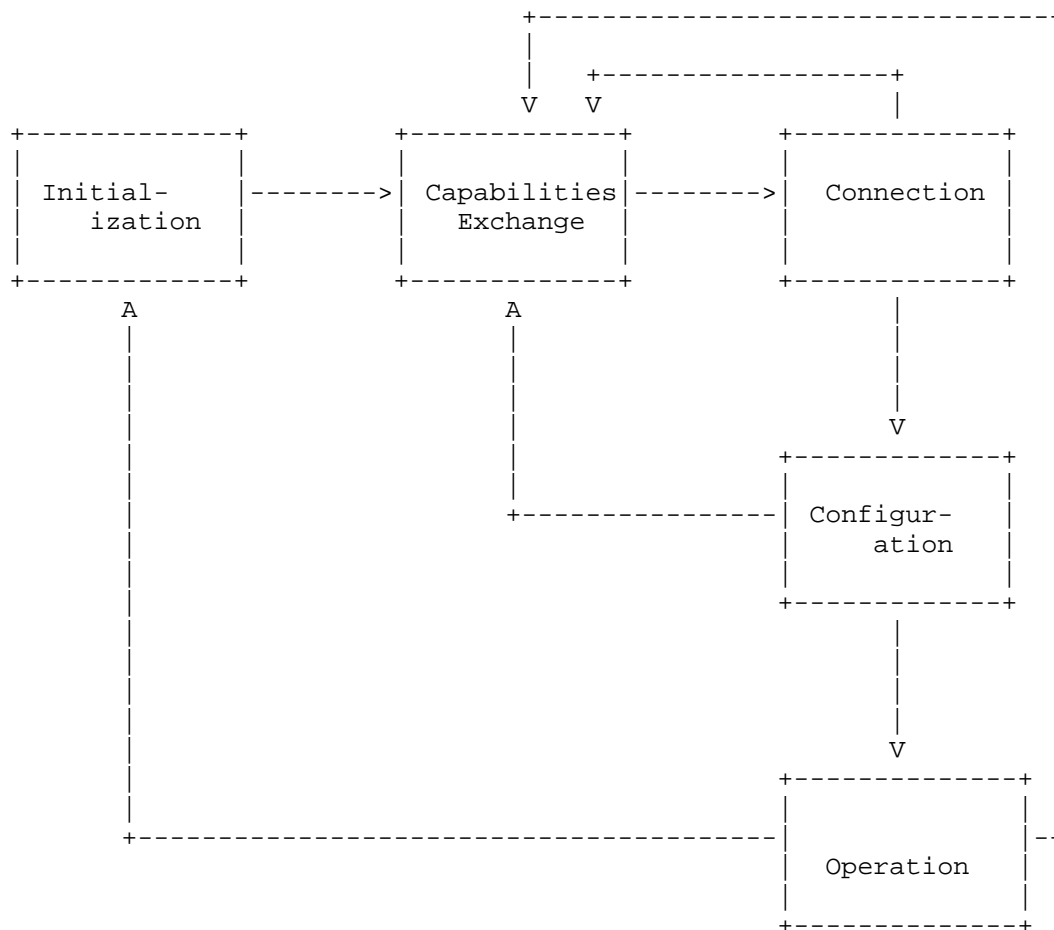 Initial-
ization
Capabilities
Exchange
Connection
Configur-
ation
Operation